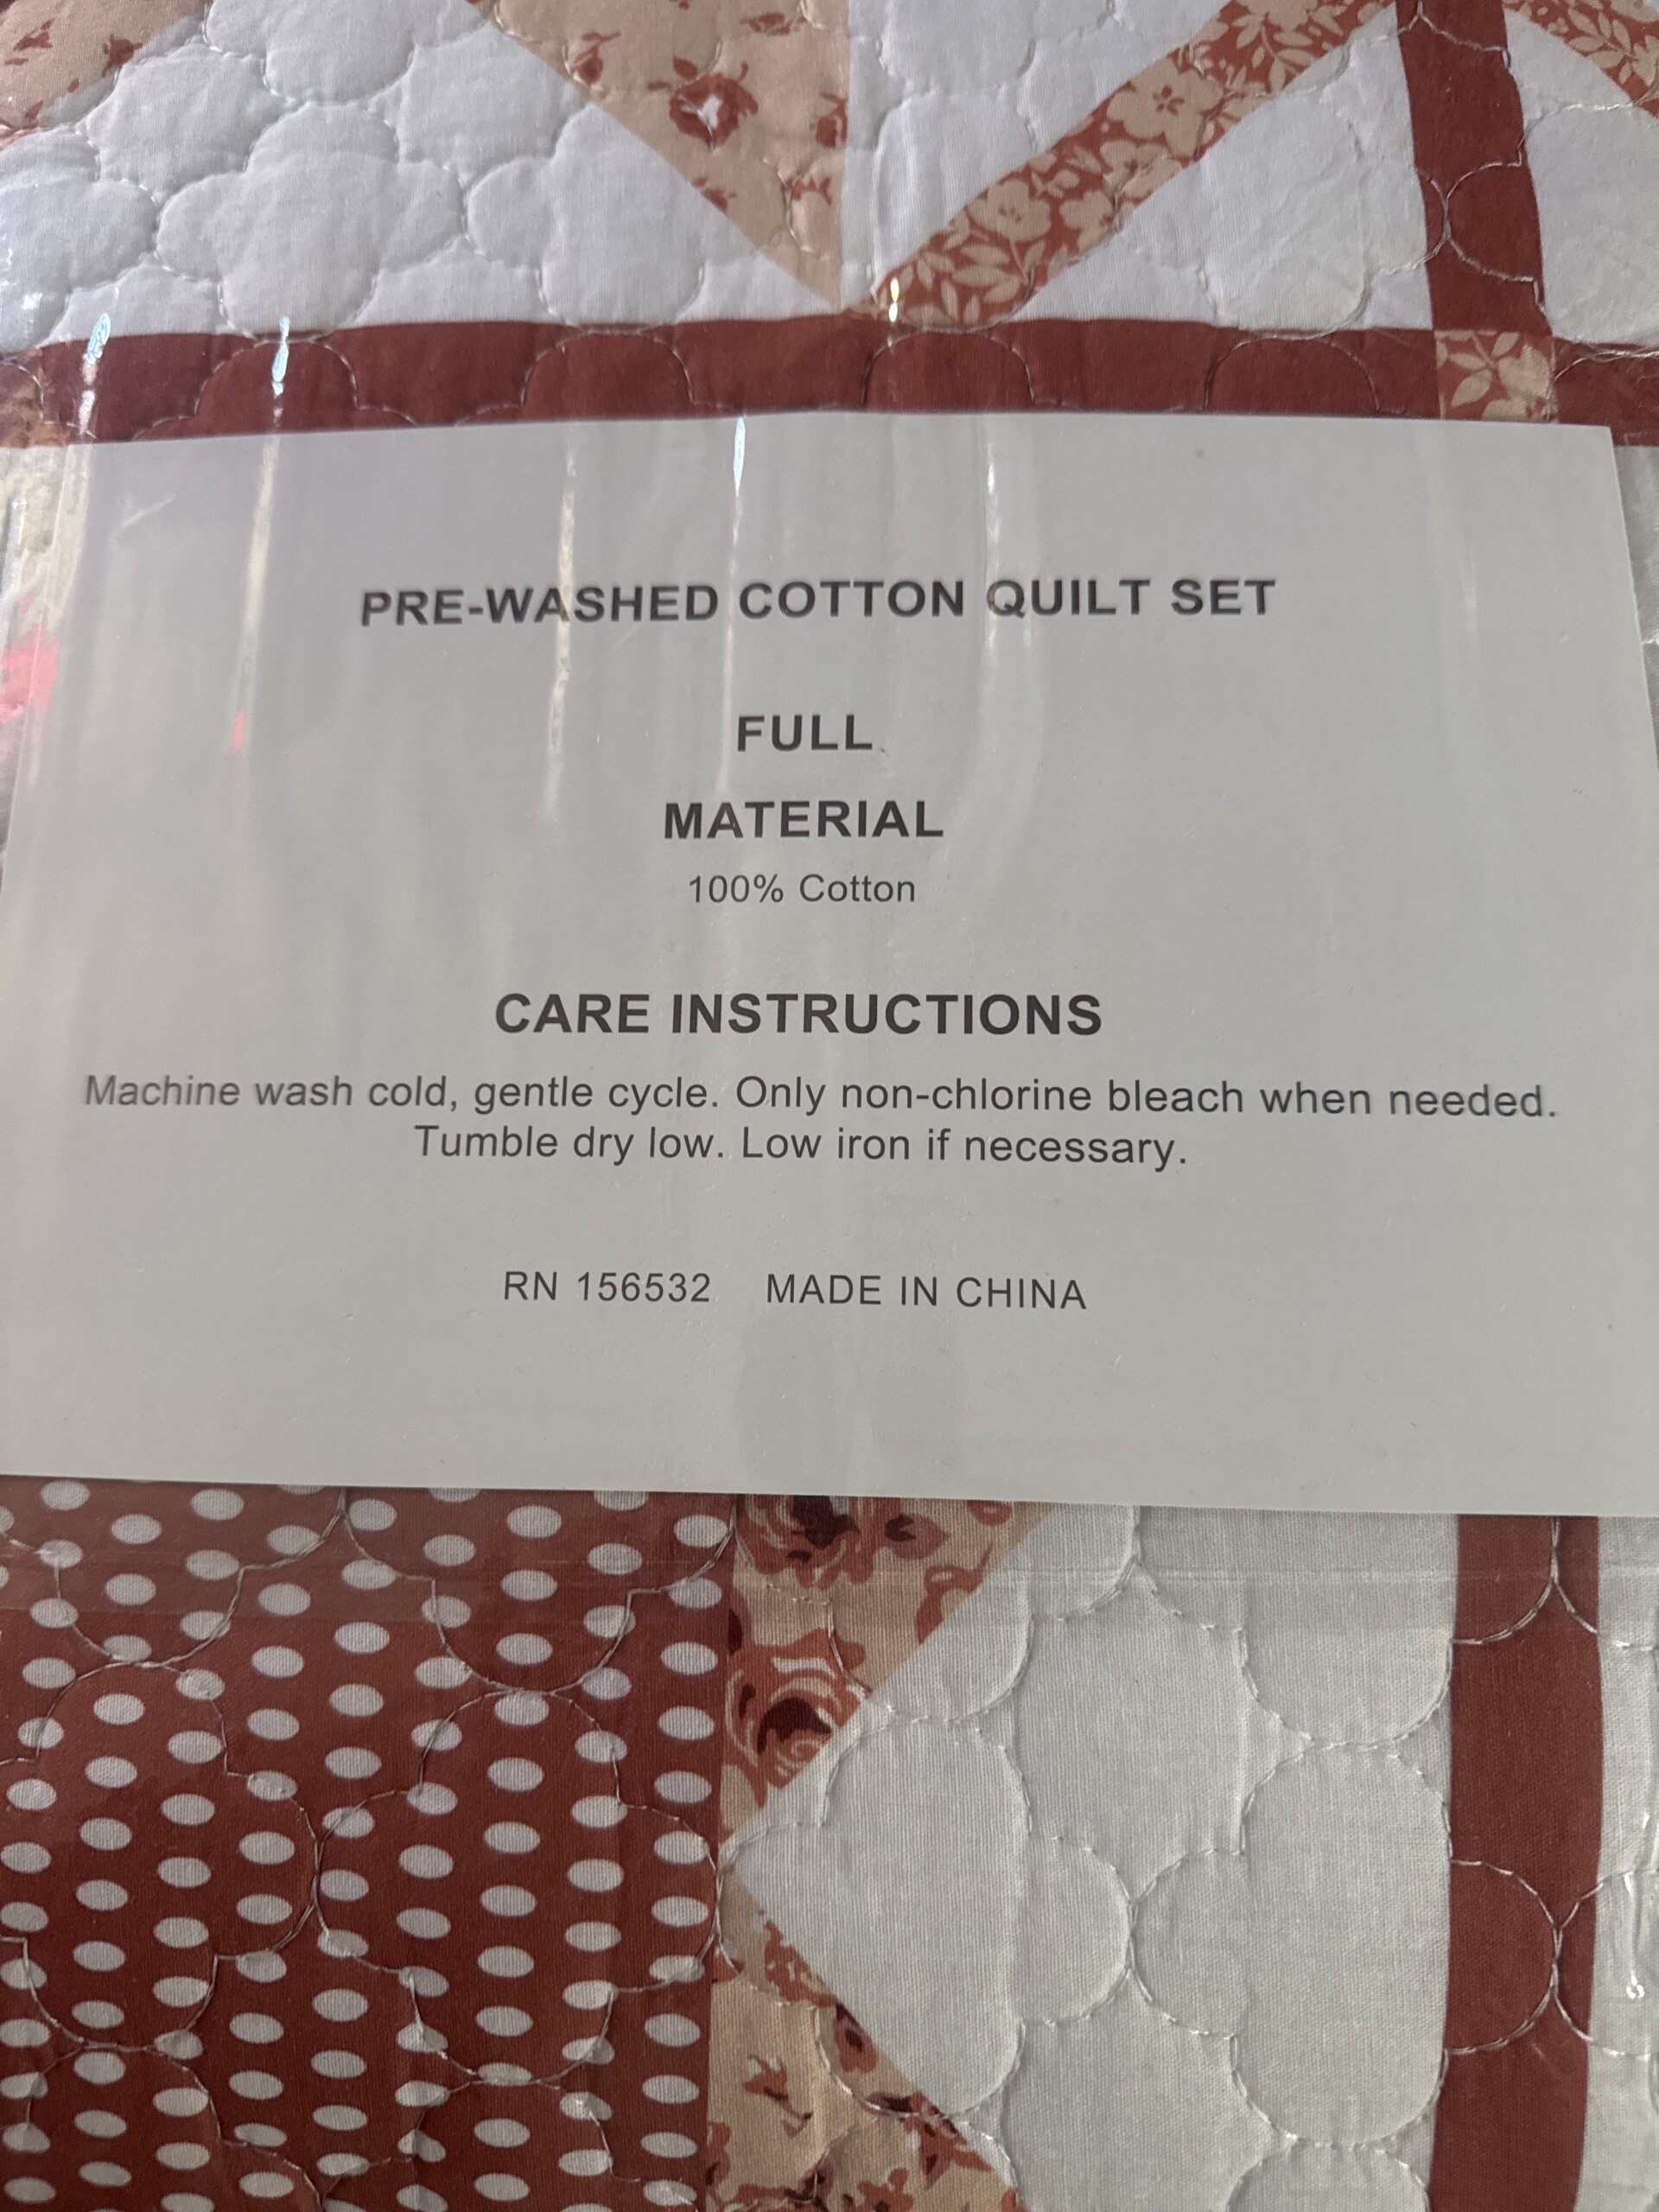 PRE-WASHED COTTON QUILT SET
FULL
MATERIAL
100% Cotton
CARE INSTRUCTIONS
Machine wash cold, gentle cycle. Only non-chlorine bleach when needed.
Tumble dry low. Low iron if necessary.
RN 156532 MADE IN CHINA